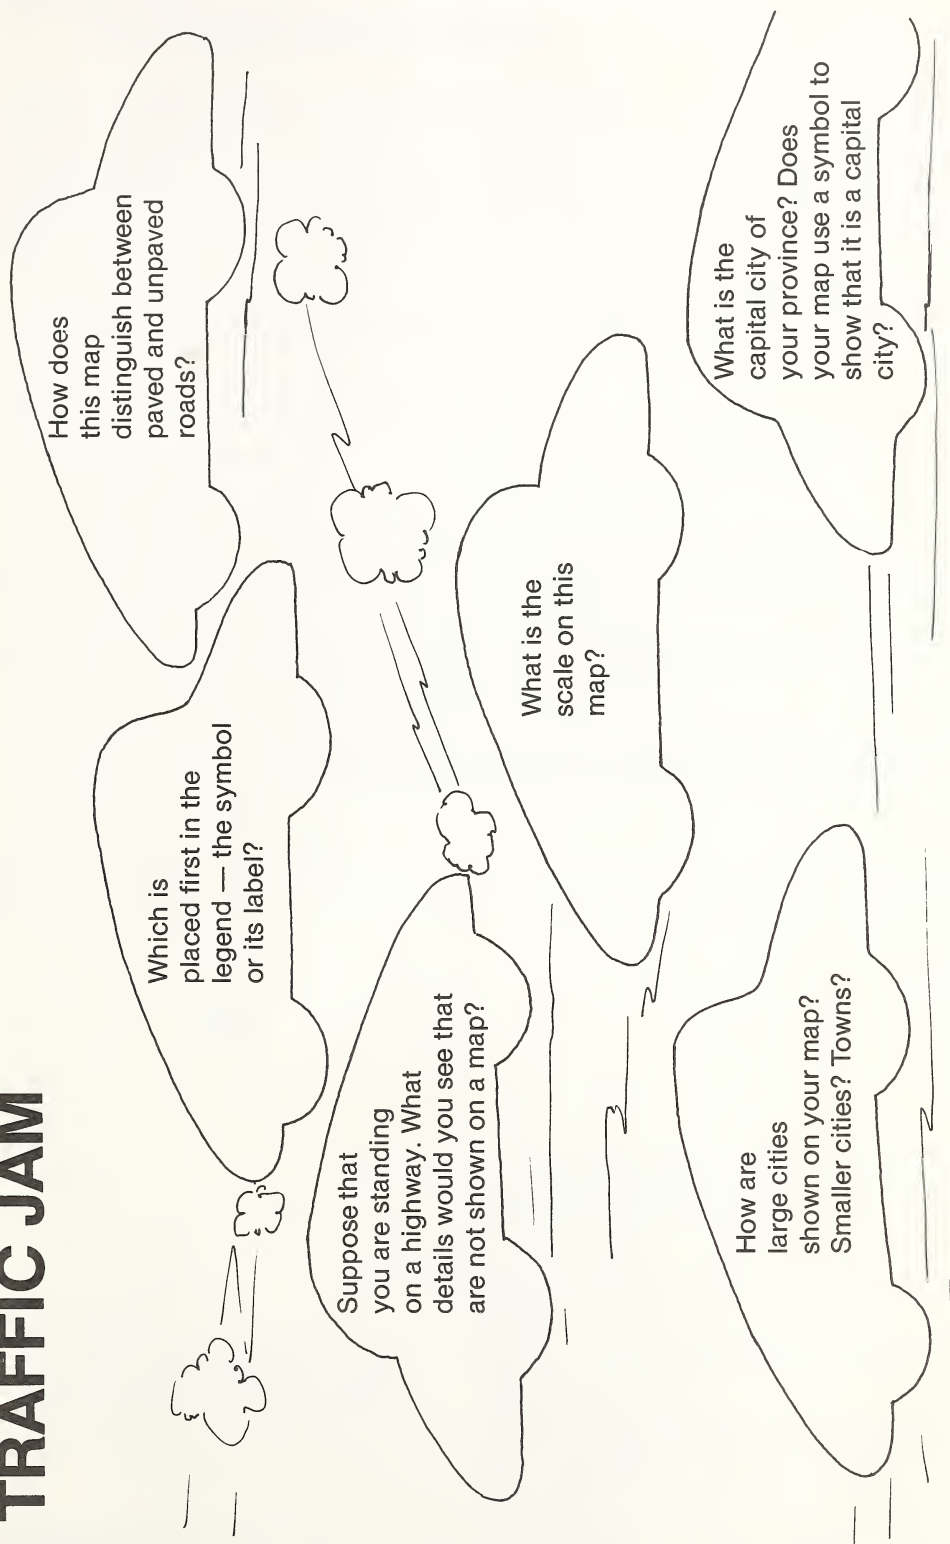 TRAFFIC JAM
Which is
placed first in the
legend — the symbol
or its label?
How does
this map
distinguish between
paved and unpaved
roads?
Suppose that
you are standing
on a highway. What
details would you see that
are not shown on a map?
What is the
scale on this
map?
How are
large cities
shown on your map?
Smaller cities? Towns?
What is the
capital city of
your province? Does
your map use a symbol to
show that it is a capital
city?